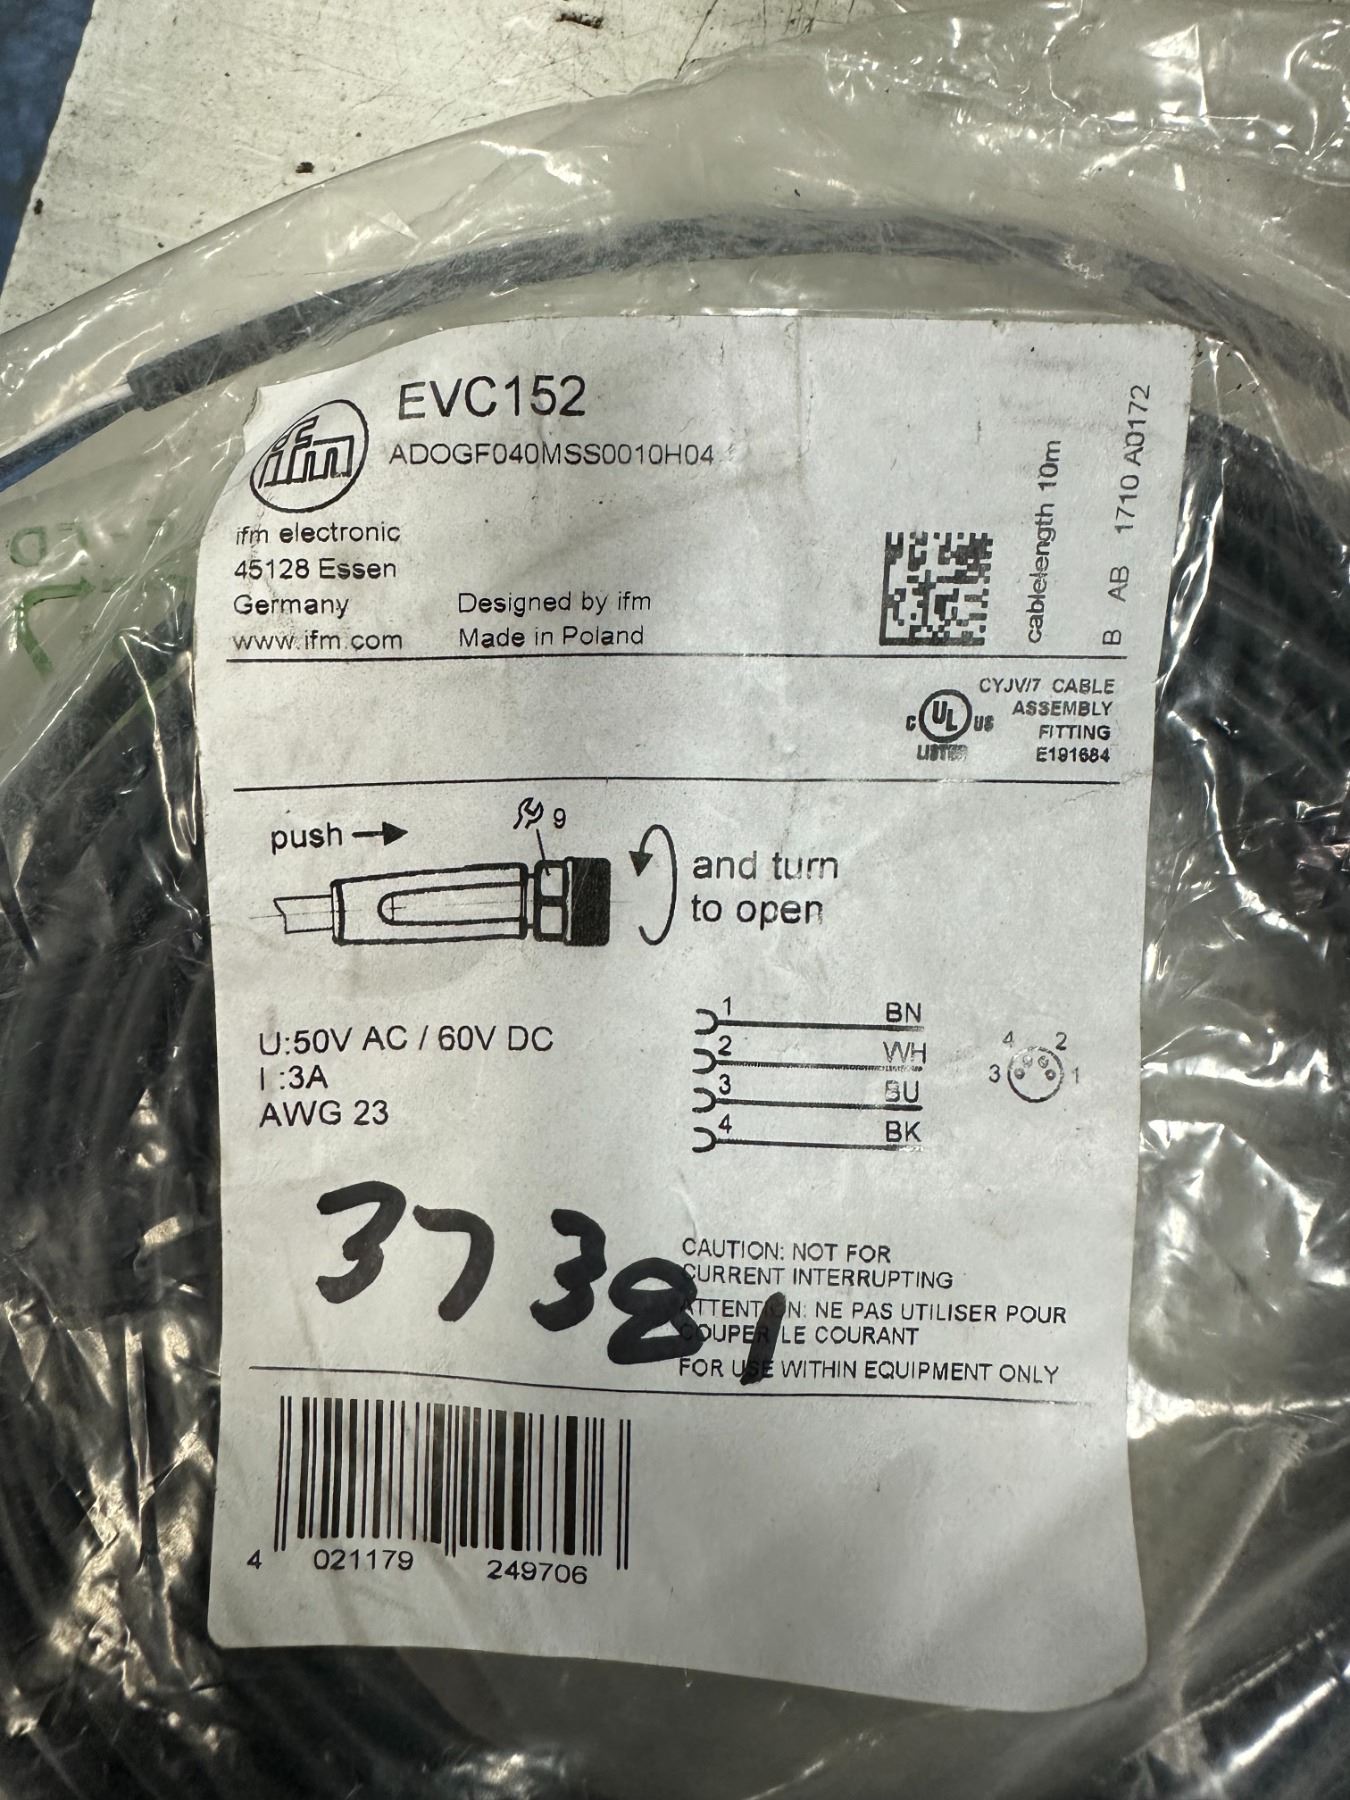 EVC152
ifm
ADOGF040MSS0010H04
ifm electronic
45128 Essen
Germany
www.ifm.com
Designed by ifm
Made in Poland
cablelength 10m
B AB 1710 A0172
CYJV/7 CABLE
ASSEMBLY
FITTING
E191684
C UL US
LISTED
push
9
and turn
to open
U:50V AC / 60V DC
I :3A
AWG 23
1 BN
2 WH
3 BU
4 BK
4 2
3 1
37381
CAUTION: NOT FOR
CURRENT INTERRUPTING
ATTENTION: NE PAS UTILISER POUR
COUPER LE COURANT
FOR USE WITHIN EQUIPMENT ONLY
4 021179 249706